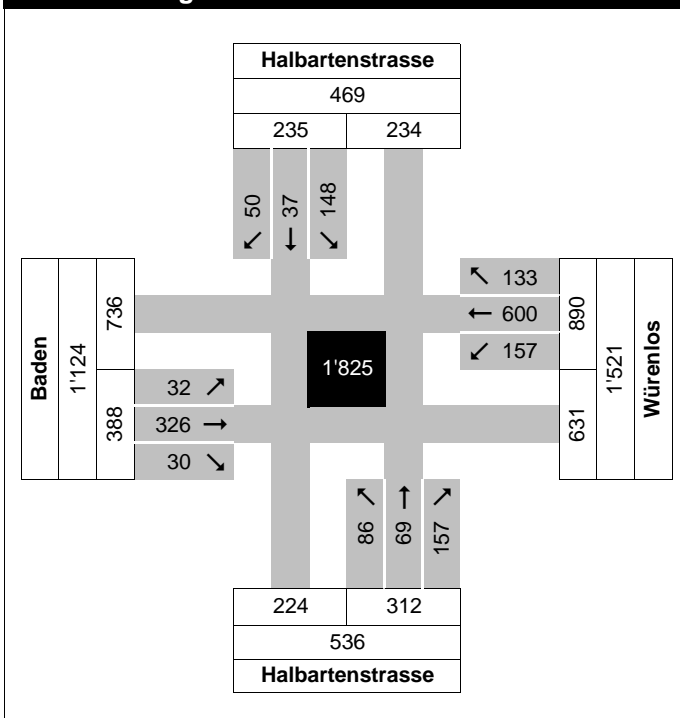 Halbartenstrasse
469
235 234
50 37 148
↙ ↓ ↘
Baden
1'124
736
388
32 ↗
326 →
30 ↘
1'825
↖ 133
← 600
↙ 157
890
631
1'521
Würenlos
↖ ↑ ↗
86 69 157
224 312
536
Halbartenstrasse